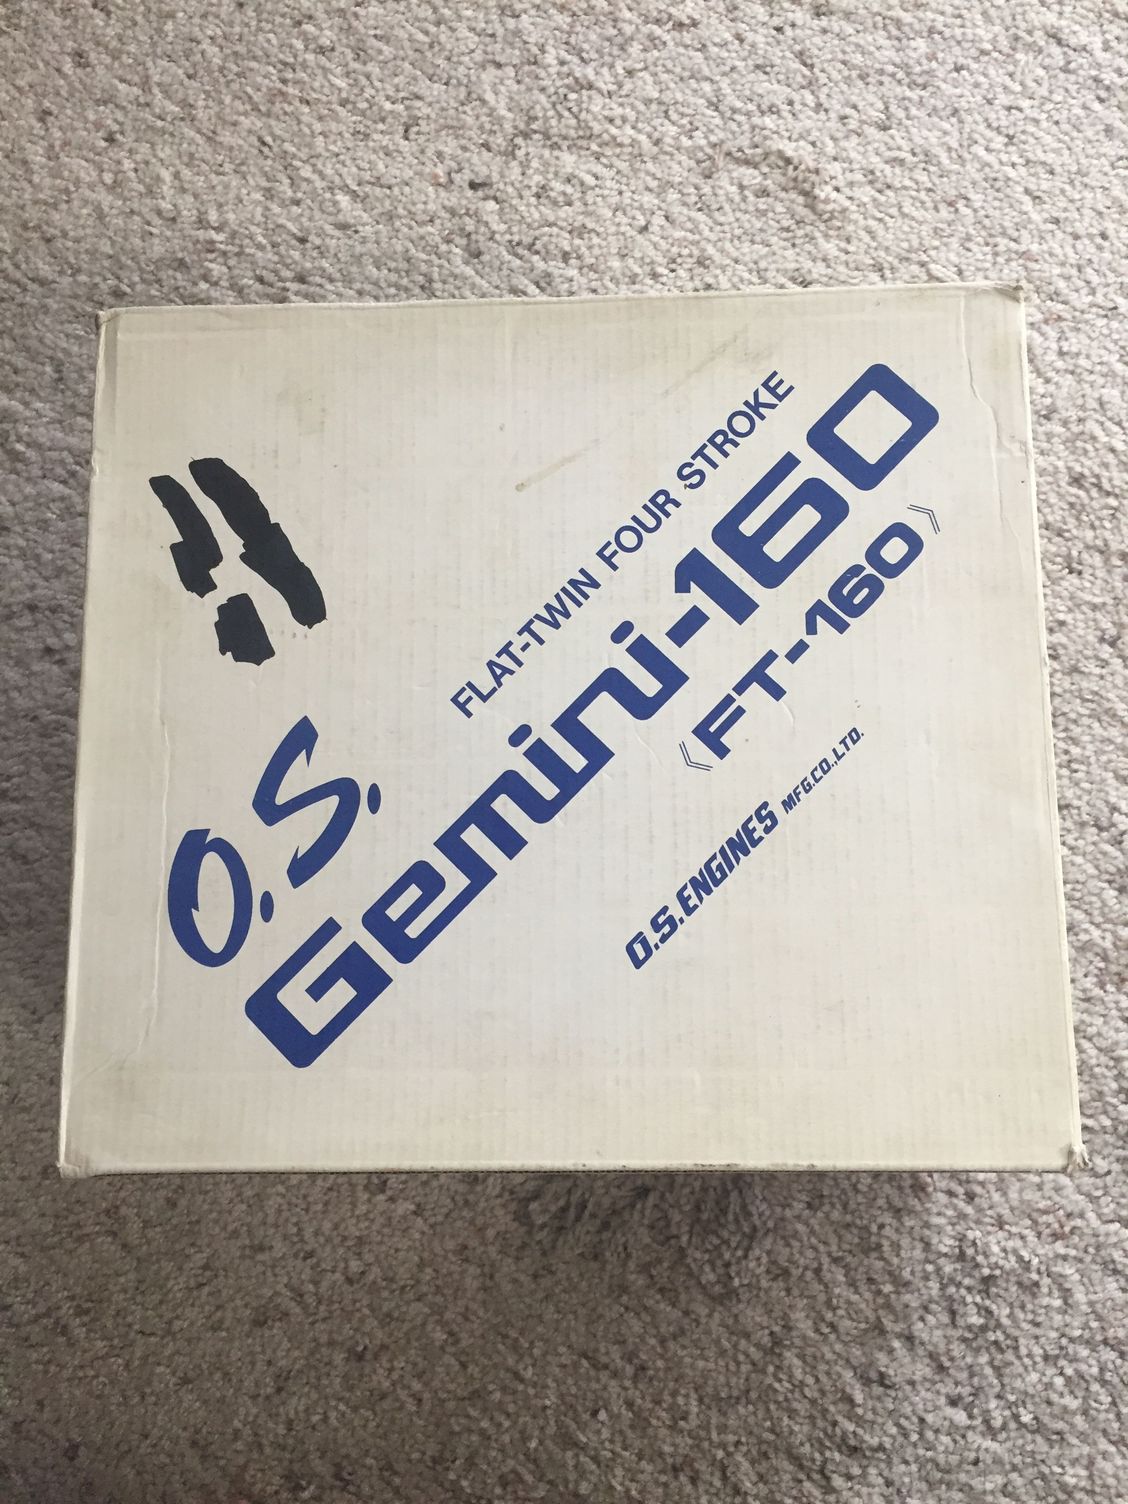 O.S.
FLAT-TWIN FOUR STROKE
Gemini-160
《FT-160》
O.S.ENGINES MFG.CO.,LTD.